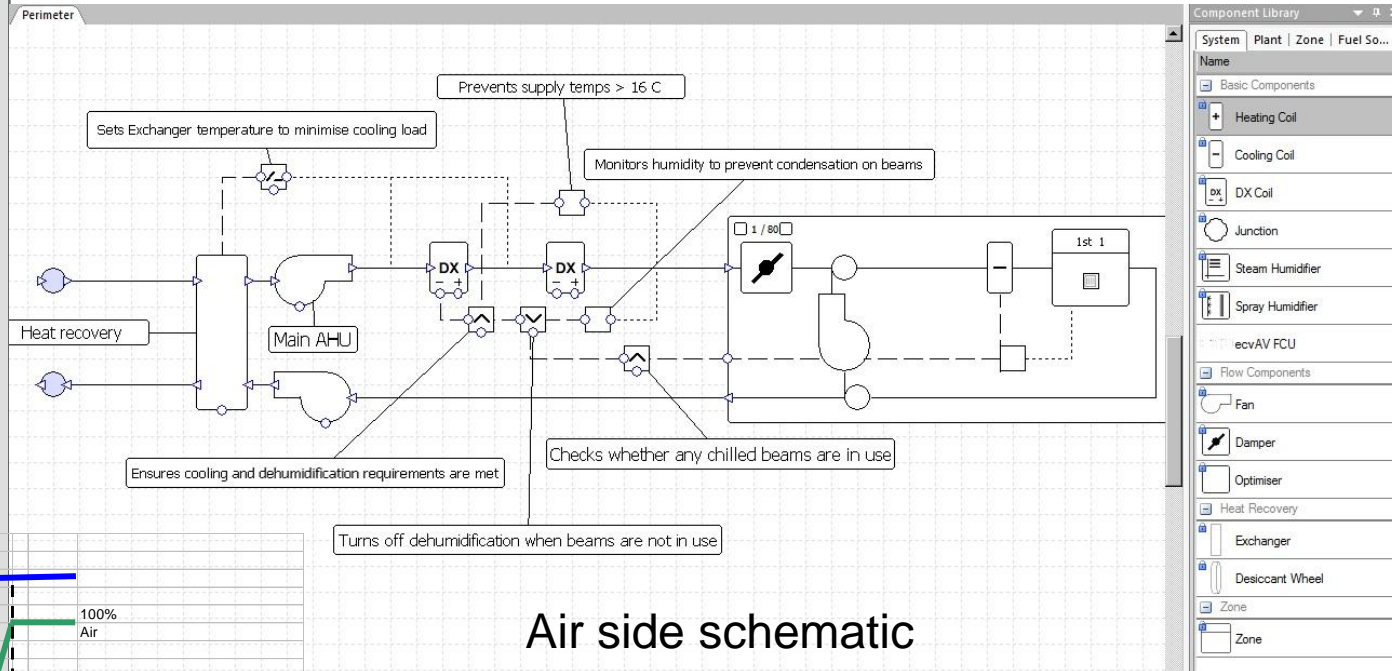 Perimeter
Prevents supply temps > 16 C
Sets Exchanger temperature to minimise cooling load
Monitors humidity to prevent condensation on beams
1 / 80
1st 1
DX
- +
DX
- +
Heat recovery
Main AHU
Ensures cooling and dehumidification requirements are met
Checks whether any chilled beams are in use
Turns off dehumidification when beams are not in use
100%
Air
Air side schematic
Component Library
System Plant Zone Fuel So...
Name
Basic Components
Heating Coil
Cooling Coil
DX DX Coil
Junction
Steam Humidifier
Spray Humidifier
ecvAV FCU
Flow Components
Fan
Damper
Optimiser
Heat Recovery
Exchanger
Desiccant Wheel
Zone
Zone